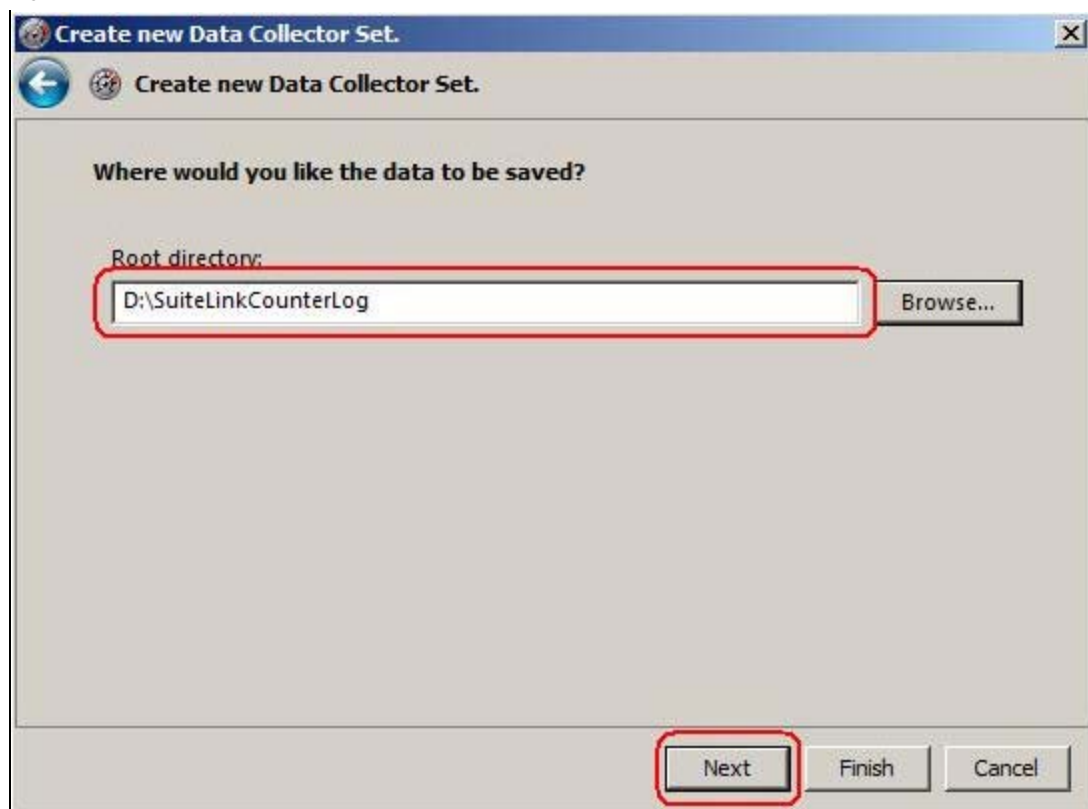 Create new Data Collector Set.
Create new Data Collector Set.
Where would you like the data to be saved?
Root directory:
D:\SuiteLinkCounterLog
Browse...
Next
Finish
Cancel